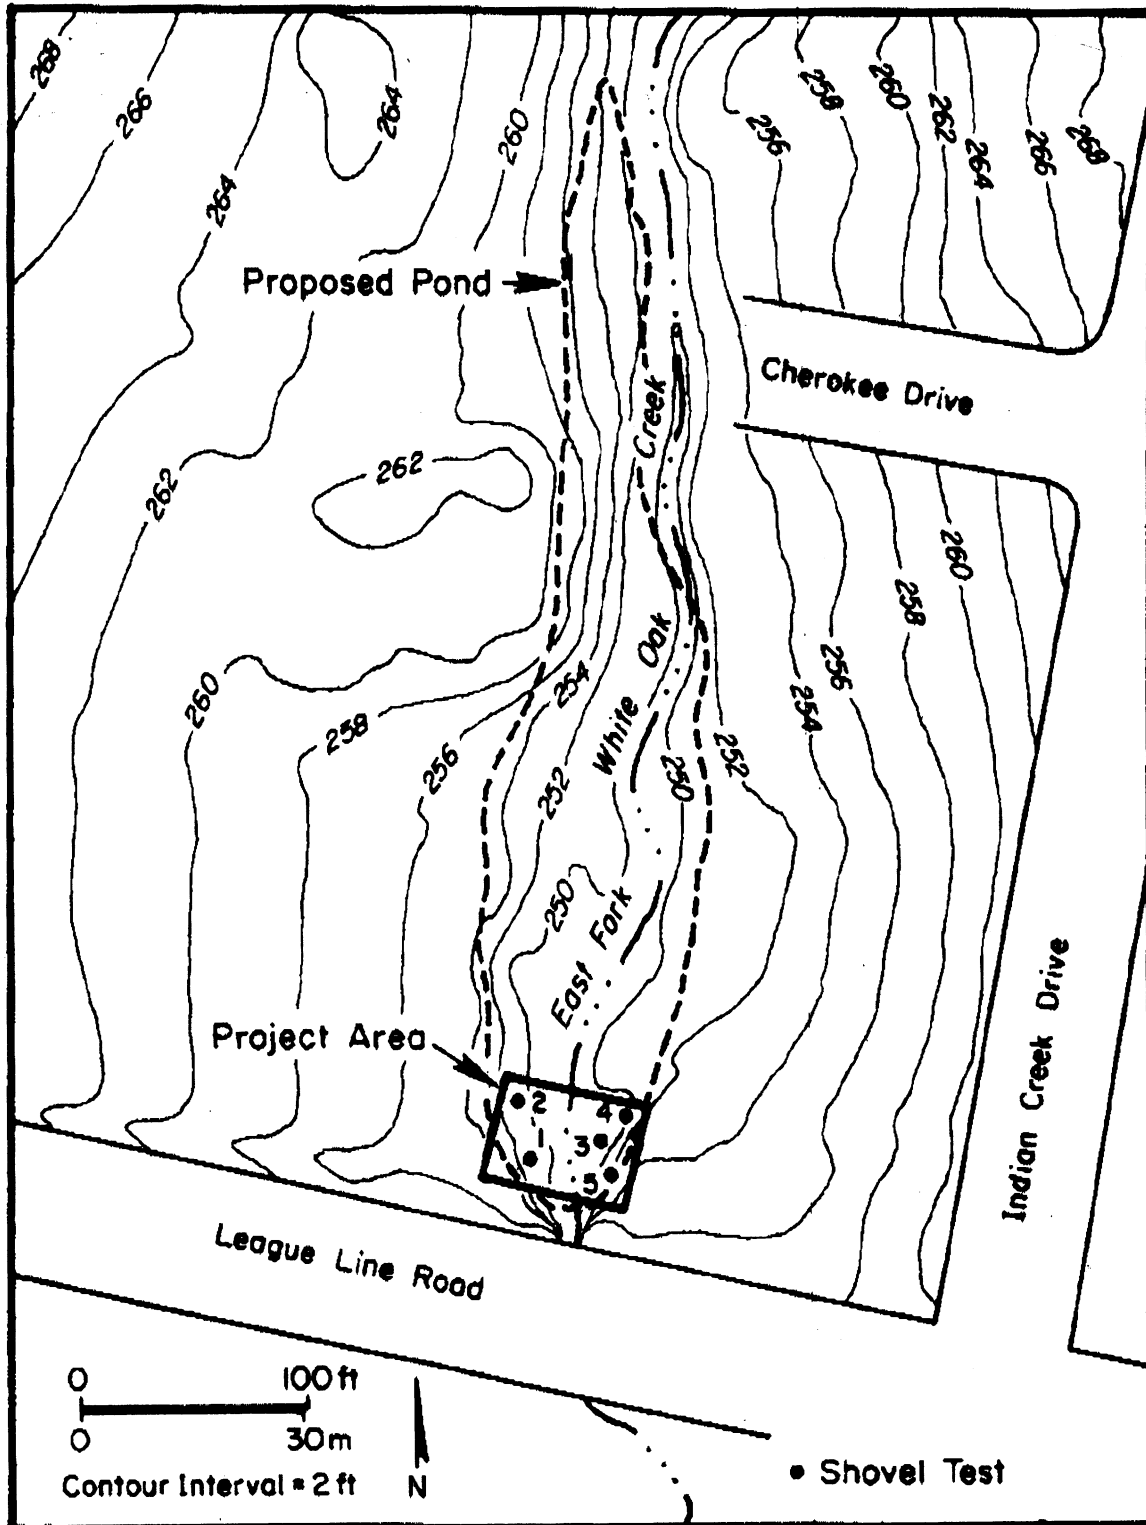 268
266
264
264
260
256
258
260
262
264
266
268
Proposed Pond
Cherokee Drive
262
262
260
258
256
254
252
250
East Fork White Oak Creek
250
252
254
256
258
260
Project Area
2
4
3
1
5
Indian Creek Drive
League Line Road
0 100 ft
0 30 m
Contour Interval = 2 ft
N
• Shovel Test